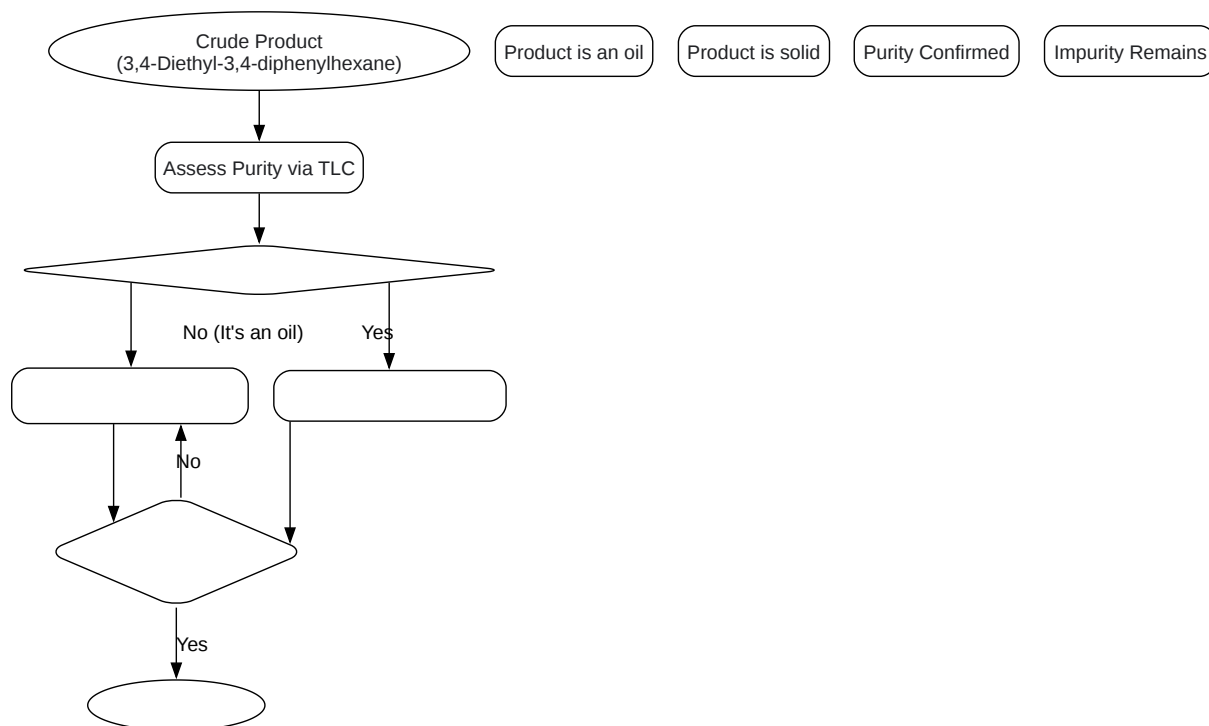 Crude Product
(3,4-Diethyl-3,4-diphenylhexane)
Product is an oil
Product is solid
Purity Confirmed
Impurity Remains
Assess Purity via TLC
No (It's an oil)
Yes
No
Yes